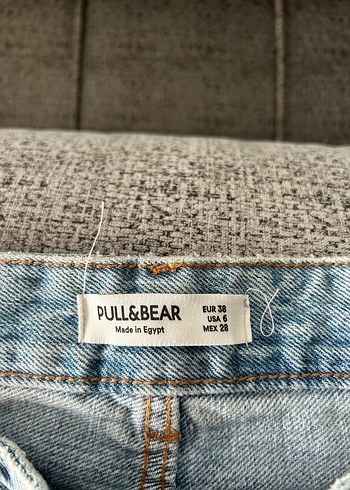 PULL&BEAR
Made in Egypt
EUR 38
USA 6
MEX 28